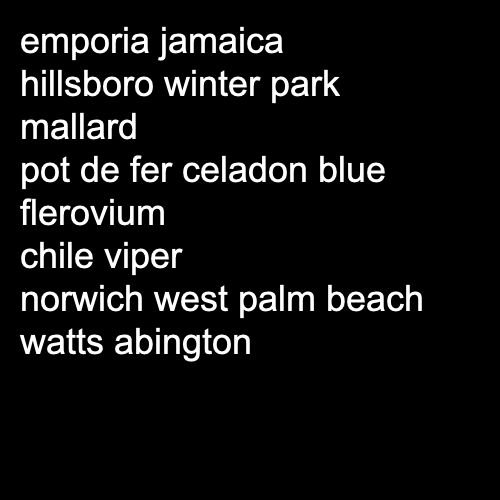 emporia jamaica
hillsboro winter park
mallard
pot de fer celadon blue
flerovium
chile viper
norwich west palm beach
watts abington